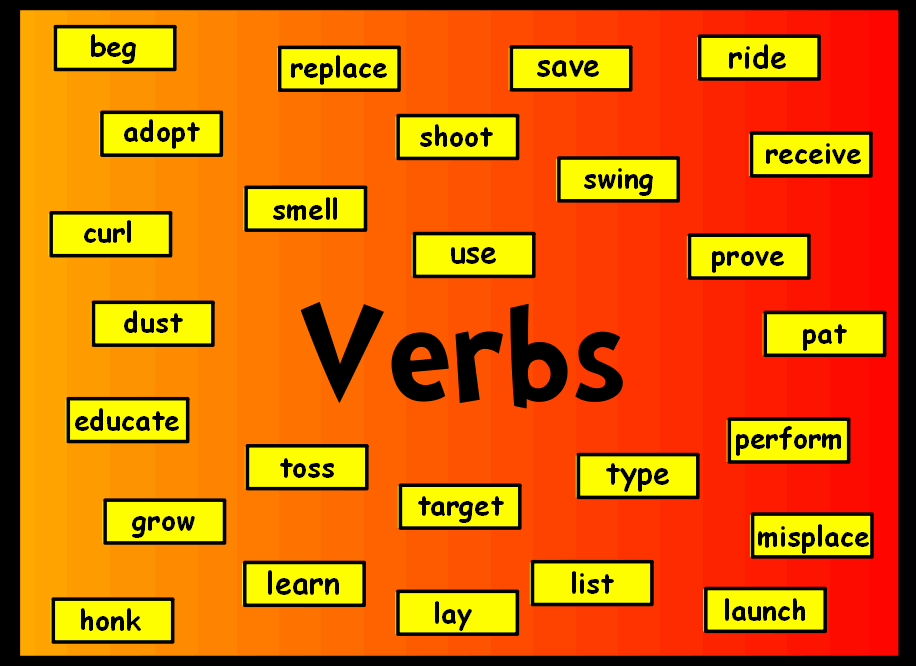 beg
replace
save
ride
adopt
shoot
receive
swing
smell
curl
use
prove
dust
pat
Verbs
educate
perform
toss
type
target
grow
misplace
learn
list
lay
launch
honk